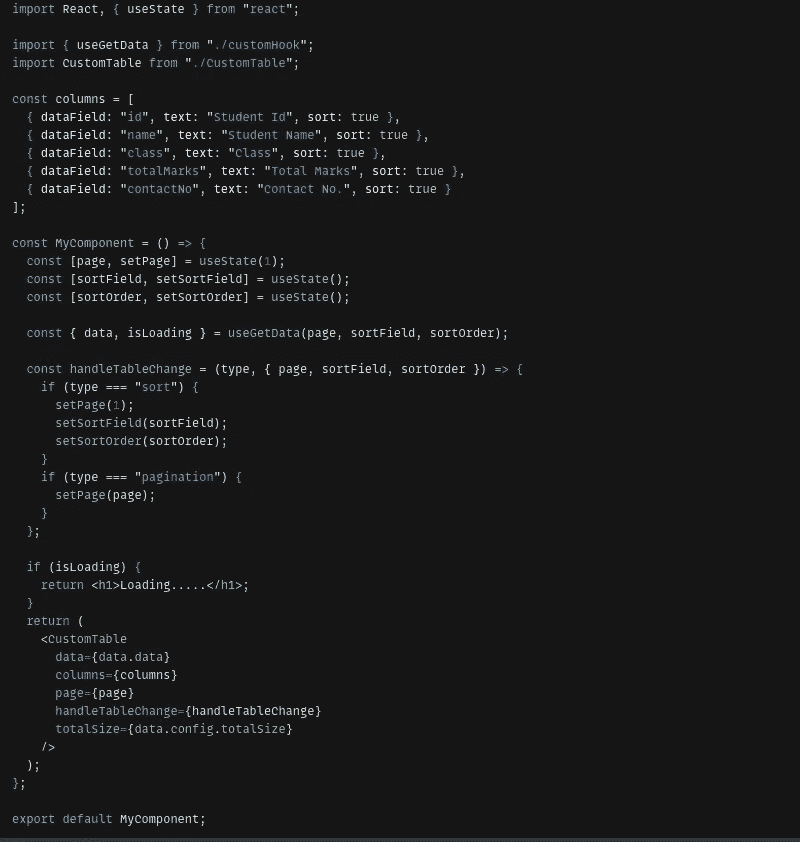 import React, { useState } from "react";
import { useGetData } from "./customHook";
import CustomTable from "./CustomTable";
const columns = [
  { dataField: "id", text: "Student Id", sort: true },
  { dataField: "name", text: "Student Name", sort: true },
  { dataField: "class", text: "Class", sort: true },
  { dataField: "totalMarks", text: "Total Marks", sort: true },
  { dataField: "contactNo", text: "Contact No.", sort: true }
];
const MyComponent = () => {
  const [page, setPage] = useState(1);
  const [sortField, setSortField] = useState();
  const [sortOrder, setSortOrder] = useState();
  const { data, isLoading } = useGetData(page, sortField, sortOrder);
  const handleTableChange = (type, { page, sortField, sortOrder }) => {
    if (type === "sort") {
      setPage(1);
      setSortField(sortField);
      setSortOrder(sortOrder);
    }
    if (type === "pagination") {
      setPage(page);
    }
  };
  if (isLoading) {
    return <h1>Loading.....</h1>;
  }
  return (
    <CustomTable
      data={data.data}
      columns={columns}
      page={page}
      handleTableChange={handleTableChange}
      totalSize={data.config.totalSize}
    />
  );
};
export default MyComponent;